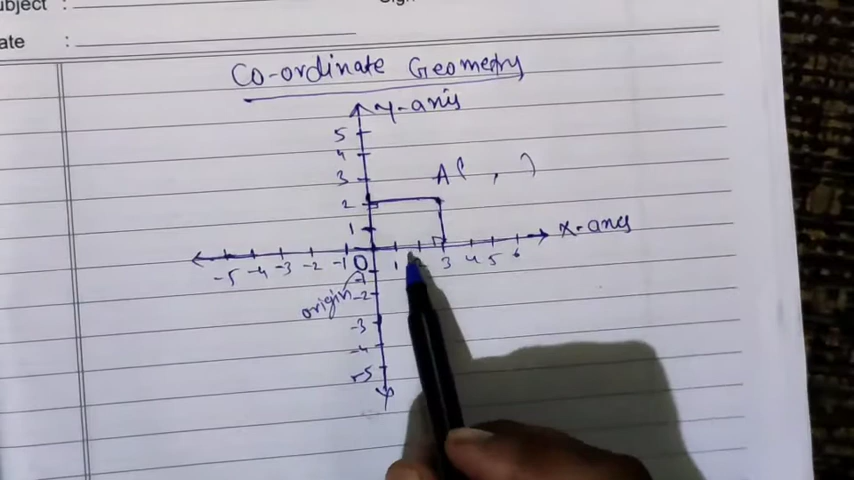 ubject :
ate :
Co-ordinate Geometry
Y-axis
5
4
3
A( , )
2
1
X-axis
-5 -4 -3 -2 -1 0 1 3 4 5 6
origin
-2
-3
-4
-5